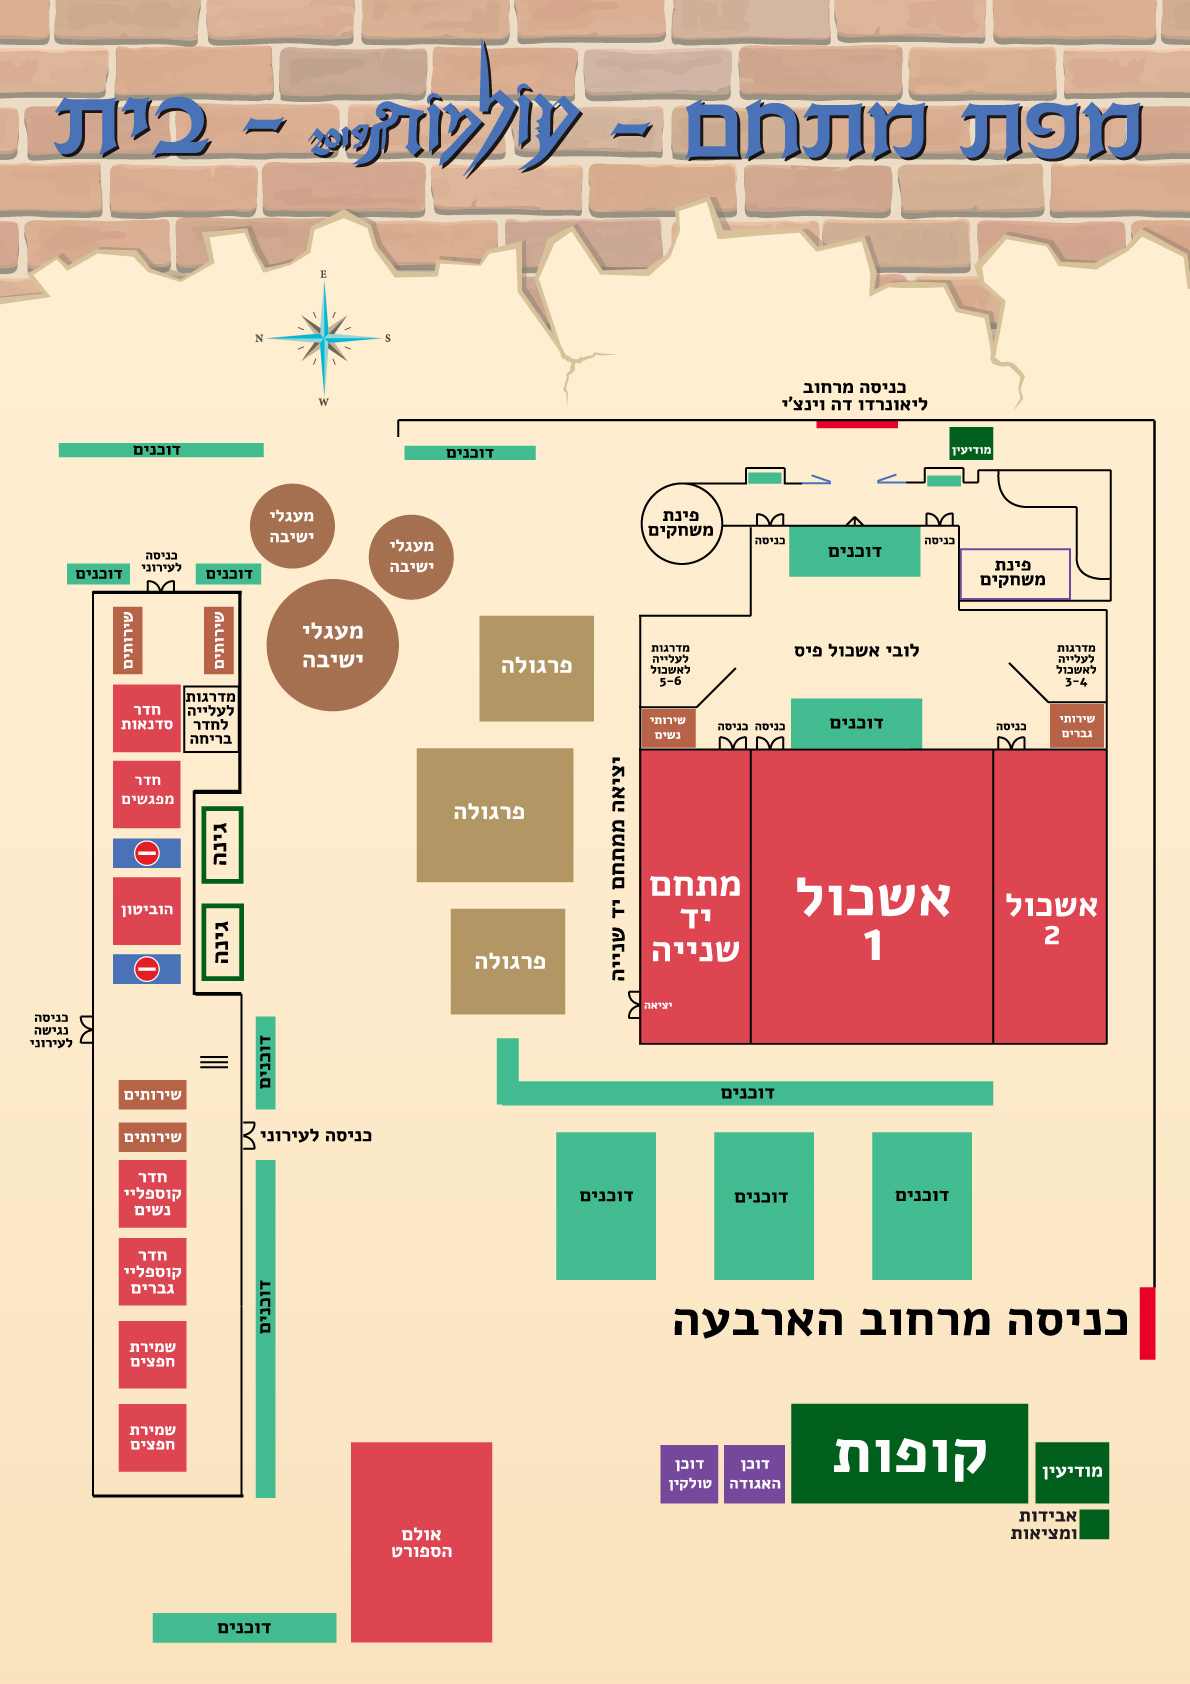 מפת מתחם - עולמות - בית
E
N
S
W
כניסה מרחוב
ליאונרדו דה וינצ'י
מודיעין
דוכנים
דוכנים
פינת
משחקים
כניסה
דוכנים
כניסה
פינת
משחקים
מעגלי
ישיבה
מעגלי
ישיבה
מעגלי
ישיבה
כניסה
לעירוני
דוכנים
דוכנים
שירותים
שירותים
פרגולה
מדרגות
לעלייה
לאשכול
5-6
לובי אשכול פיס
מדרגות
לעלייה
לאשכול
3-4
חדר
סדנאות
מדרגות
לעלייה
לחדר
בריחה
שירותי
נשים
כניסה
כניסה
דוכנים
כניסה
שירותי
גברים
חדר
מפגשים
גינה
פרגולה
יציאה ממתחם יד שנייה
מתחם
יד
שנייה
אשכול
1
אשכול
2
הוביטון
גינה
פרגולה
יציאה
כניסה
נגישה
לעירוני
דוכנים
דוכנים
שירותים
שירותים
כניסה לעירוני
חדר
קוספליי
נשים
דוכנים
דוכנים
דוכנים
חדר
קוספליי
גברים
דוכנים
כניסה מרחוב הארבעה
שמירת
חפצים
שמירת
חפצים
דוכן
טולקין
דוכן
האגודה
קופות
מודיעין
אבידות
ומציאות
אולם
הספורט
דוכנים